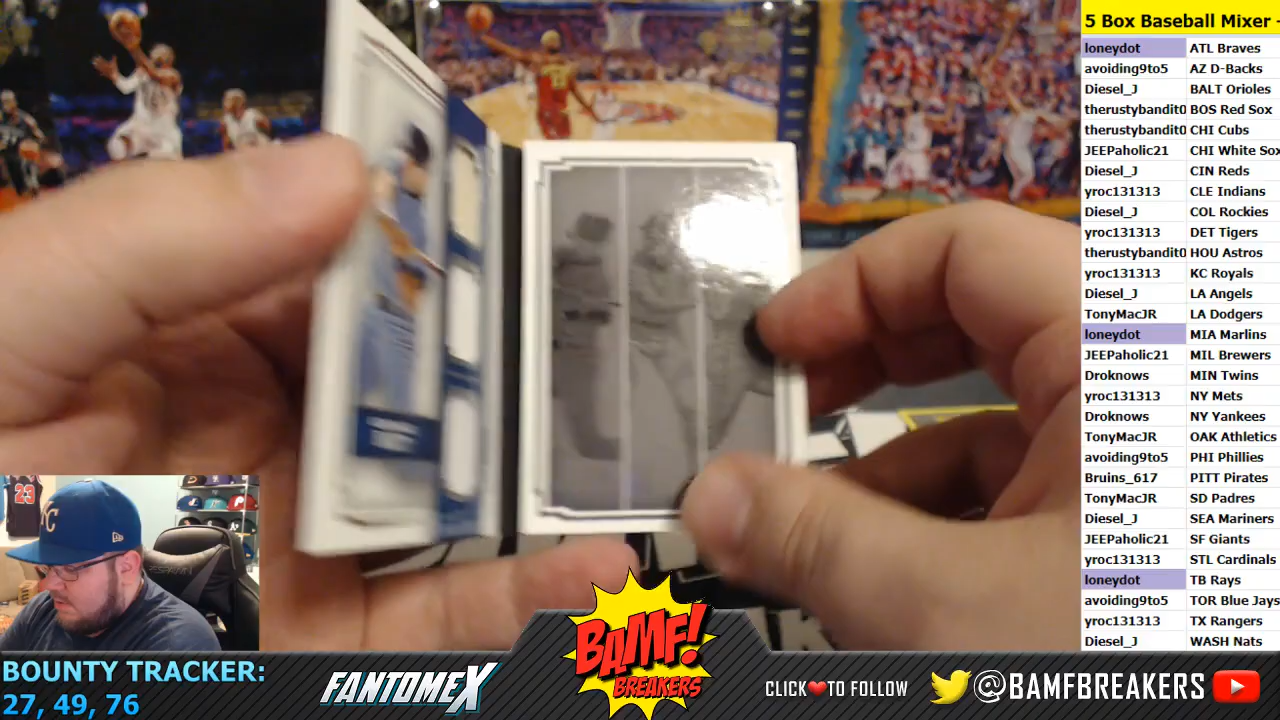 5 Box Baseball Mixer -
loneydot ATL Braves
avoiding9to5 AZ D-Backs
Diesel_J BALT Orioles
therustybandit0 BOS Red Sox
therustybandit0 CHI Cubs
JEEPaholic21 CHI White Sox
Diesel_J CIN Reds
yroc131313 CLE Indians
Diesel_J COL Rockies
yroc131313 DET Tigers
therustybandit0 HOU Astros
yroc131313 KC Royals
Diesel_J LA Angels
TonyMacJR LA Dodgers
loneydot MIA Marlins
JEEPaholic21 MIL Brewers
Droknows MIN Twins
yroc131313 NY Mets
Droknows NY Yankees
TonyMacJR OAK Athletics
avoiding9to5 PHI Phillies
Bruins_617 PITT Pirates
TonyMacJR SD Padres
Diesel_J SEA Mariners
JEEPaholic21 SF Giants
yroc131313 STL Cardinals
loneydot TB Rays
avoiding9to5 TOR Blue Jays
yroc131313 TX Rangers
Diesel_J WASH Nats
23
KC
BOUNTY TRACKER:
27, 49, 76
FANTOMEX
BAMF!
BREAKERS
CLICK TO FOLLOW
@BAMFBREAKERS